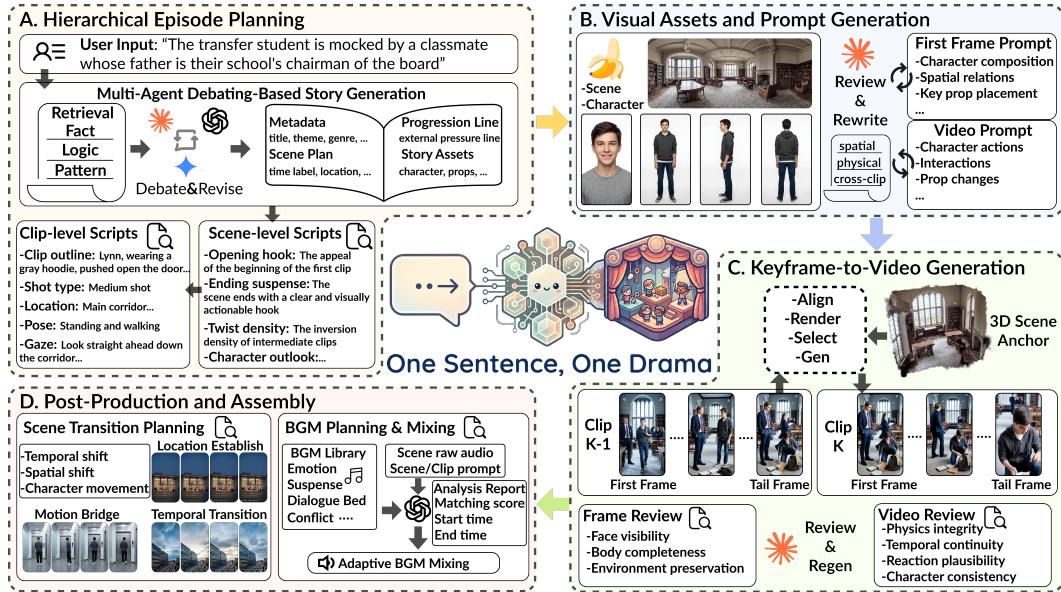 A. Hierarchical Episode Planning
User Input: “The transfer student is mocked by a classmate
whose father is their school's chairman of the board”
Multi-Agent Debating-Based Story Generation
Retrieval
Fact
Logic
Pattern
Debate&Revise
Metadata
title, theme, genre, ...
Scene Plan
time label, location, ...
Progression Line
external pressure line
Story Assets
character, props, ...
Clip-level Scripts
-Clip outline: Lynn, wearing a
gray hoodie, pushed open the door...
-Shot type: Medium shot
-Location: Main corridor...
-Pose: Standing and walking
-Gaze: Look straight ahead down
the corridor...
Scene-level Scripts
-Opening hook: The appeal
of the beginning of the first clip
-Ending suspense: The
scene ends with a clear and visually
actionable hook
-Twist density: The inversion
density of intermediate clips
-Character outlook:...
B. Visual Assets and Prompt Generation
-Scene
-Character
Review
&
Rewrite
spatial
physical
cross-clip
First Frame Prompt
-Character composition
-Spatial relations
-Key prop placement
...
Video Prompt
-Character actions
-Interactions
-Prop changes
...
One Sentence, One Drama
C. Keyframe-to-Video Generation
-Align
-Render
-Select
-Gen
3D Scene
Anchor
Clip
K-1
First Frame
Tail Frame
Clip
K
First Frame
Tail Frame
Frame Review
-Face visibility
-Body completeness
-Environment preservation
Review
&
Regen
Video Review
-Physics integrity
-Temporal continuity
-Reaction plausibility
-Character consistency
D. Post-Production and Assembly
Scene Transition Planning
-Temporal shift
-Spatial shift
-Character movement
Location Establish
Motion Bridge
Temporal Transition
BGM Planning & Mixing
BGM Library
Emotion
Suspense
Dialogue Bed
Conflict ....
Scene raw audio
Scene/Clip prompt
Analysis Report
Matching score
Start time
End time
Adaptive BGM Mixing